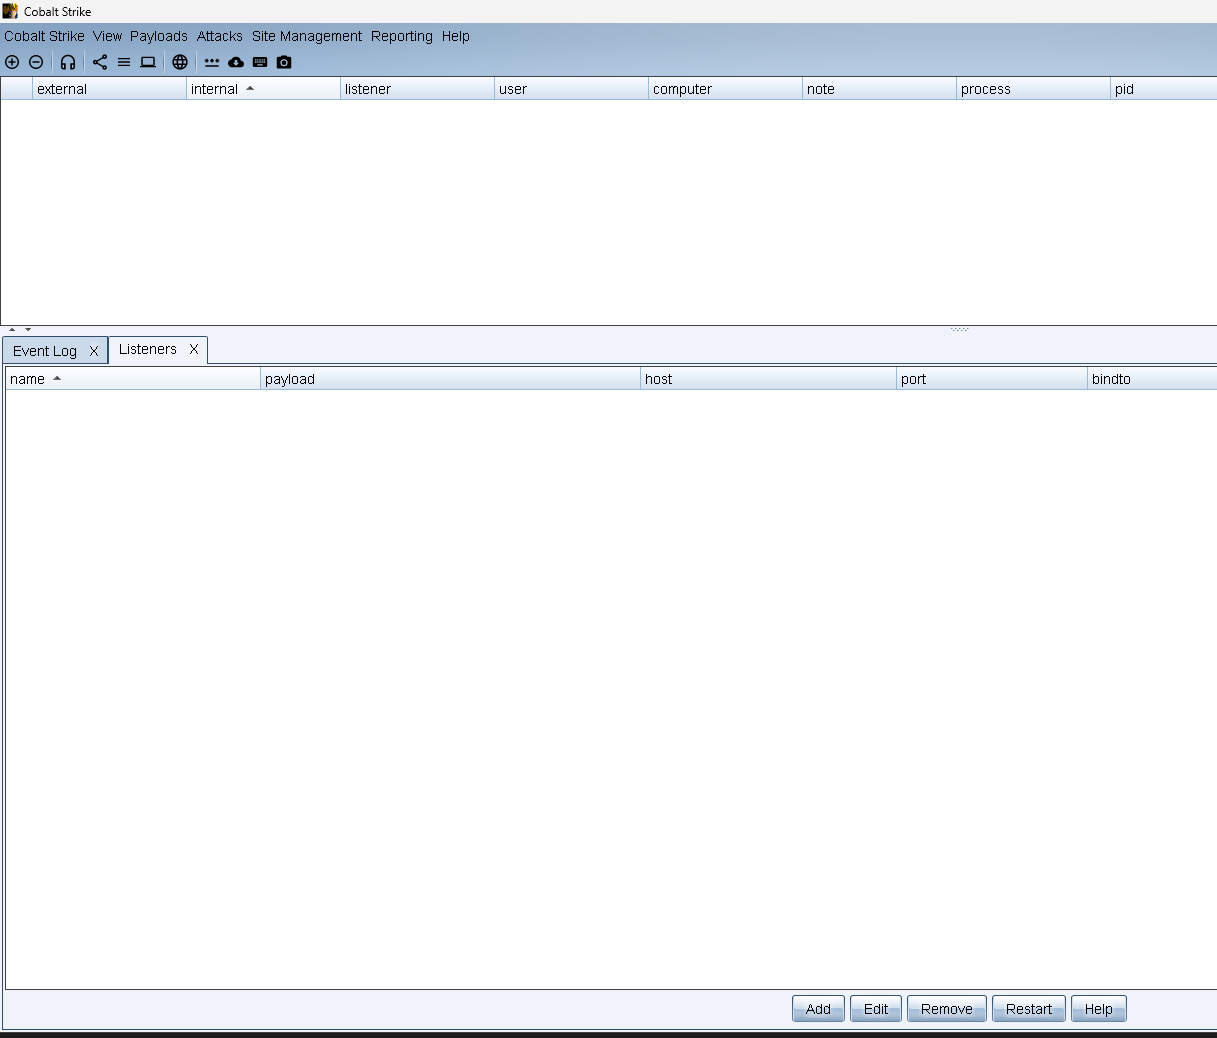 Cobalt Strike
Cobalt Strike View Payloads Attacks Site Management Reporting Help
external internal listener user computer note process pid
Event Log X Listeners X
name payload host port bindto
Add Edit Remove Restart Help